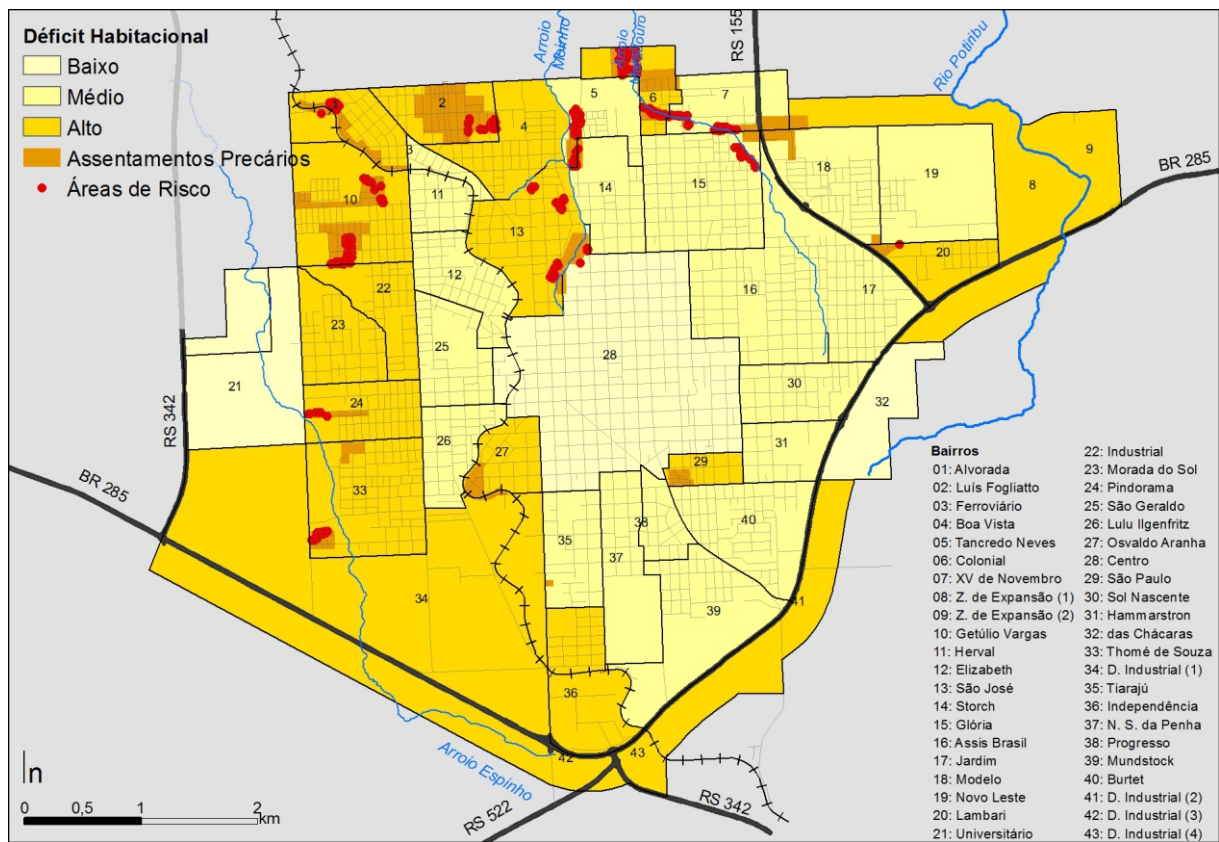 Déficit Habitacional
Baixo
Médio
Alto
Assentamentos Precários
Áreas de Risco
Arroio
Moinho
Arroio
RS 155
Rio Potiribu
BR 285
RS 342
BR 285
Arroio Espinho
RS 522
RS 342
2
3
4
5
6
7
8
9
10
11
12
13
14
15
16
17
18
19
20
21
22
23
24
25
26
27
28
29
30
31
32
33
34
35
36
37
38
39
40
41
42
43
n
0 0,5 1 2
km
Bairros
01: Alvorada
02: Luís Fogliatto
03: Ferroviário
04: Boa Vista
05: Tancredo Neves
06: Colonial
07: XV de Novembro
08: Z. de Expansão (1)
09: Z. de Expansão (2)
10: Getúlio Vargas
11: Herval
12: Elizabeth
13: São José
14: Storch
15: Glória
16: Assis Brasil
17: Jardim
18: Modelo
19: Novo Leste
20: Lambari
21: Universitário
22: Industrial
23: Morada do Sol
24: Pindorama
25: São Geraldo
26: Lulu Ilgenfritz
27: Osvaldo Aranha
28: Centro
29: São Paulo
30: Sol Nascente
31: Hammarstron
32: das Chácaras
33: Thomé de Souza
34: D. Industrial (1)
35: Tiarajú
36: Independência
37: N. S. da Penha
38: Progresso
39: Mundstock
40: Burtet
41: D. Industrial (2)
42: D. Industrial (3)
43: D. Industrial (4)